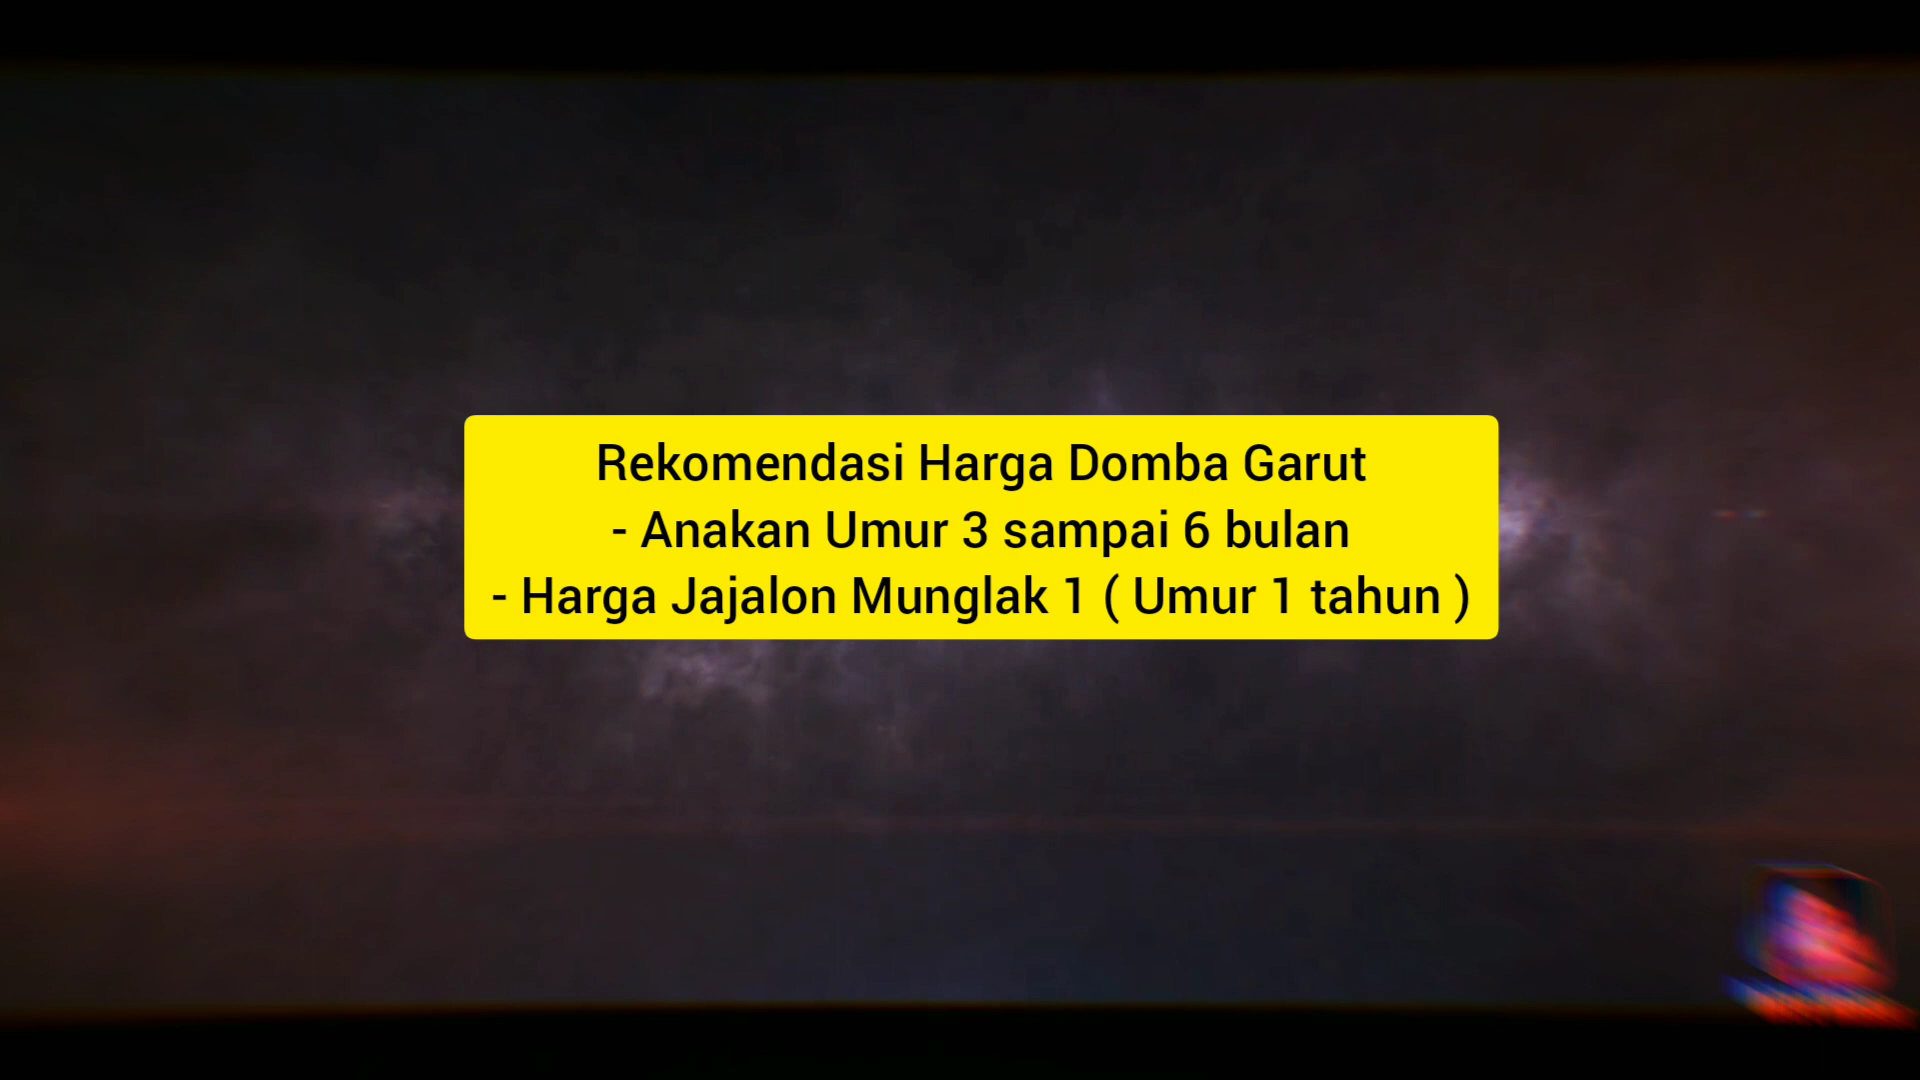 Rekomendasi Harga Domba Garut
- Anakan Umur 3 sampai 6 bulan
- Harga Jajalon Munglak 1 ( Umur 1 tahun )